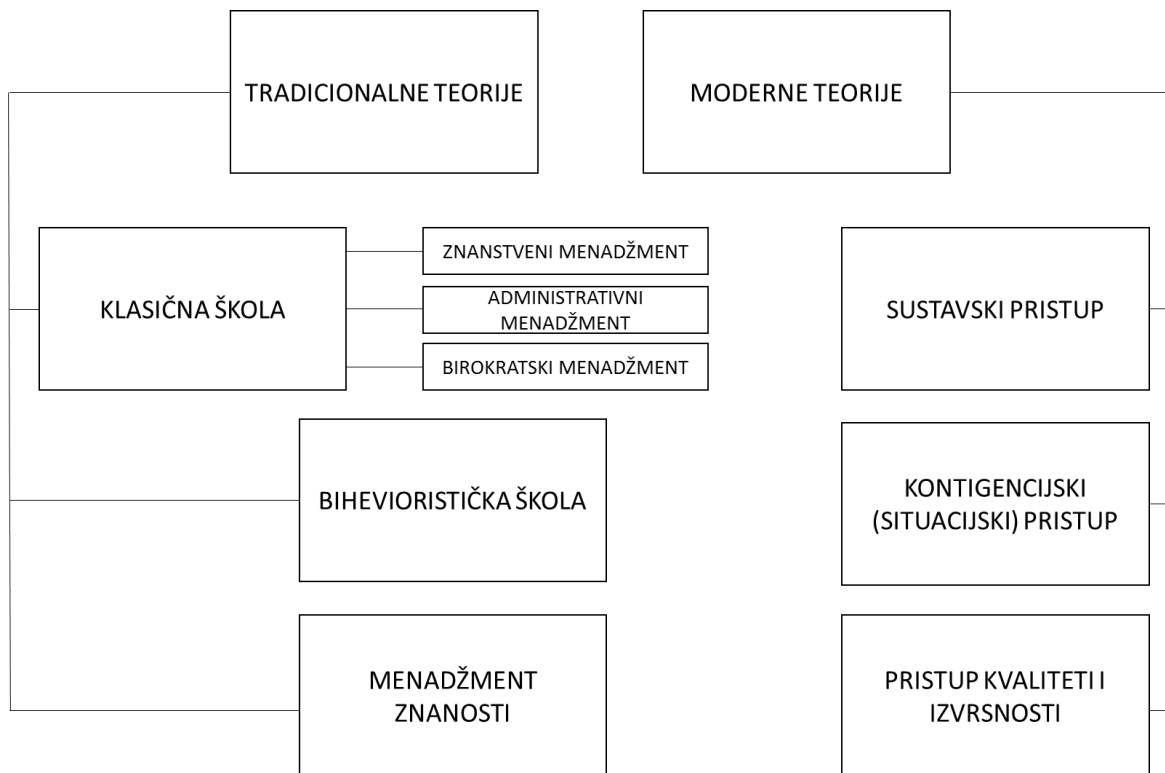 TRADICIONALNE TEORIJE
MODERNE TEORIJE
KLASIČNA ŠKOLA
ZNANSTVENI MENADŽMENT
ADMINISTRATIVNI
MENADŽMENT
BIROKRATSKI MENADŽMENT
SUSTAVSKI PRISTUP
BIHEVIORISTIČKA ŠKOLA
KONTIGENCIJSKI
(SITUACIJSKI) PRISTUP
MENADŽMENT
ZNANOSTI
PRISTUP KVALITETI I
IZVRSNOSTI